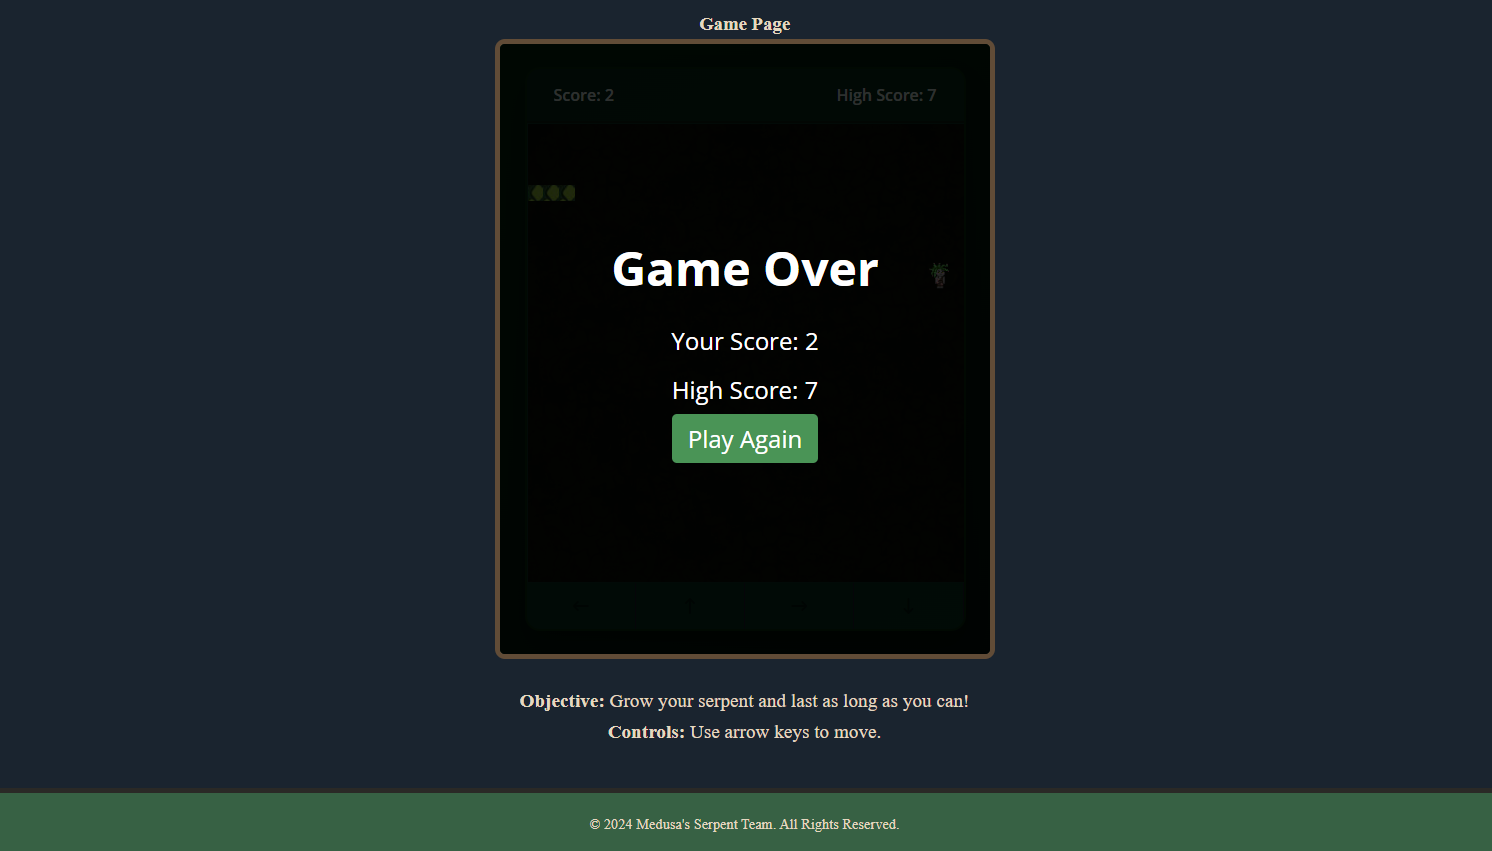 Game Page
Score: 2
High Score: 7
Game Over
Your Score: 2
High Score: 7
Play Again
← ↑ → ↓
Objective: Grow your serpent and last as long as you can!
Controls: Use arrow keys to move.
© 2024 Medusa's Serpent Team. All Rights Reserved.